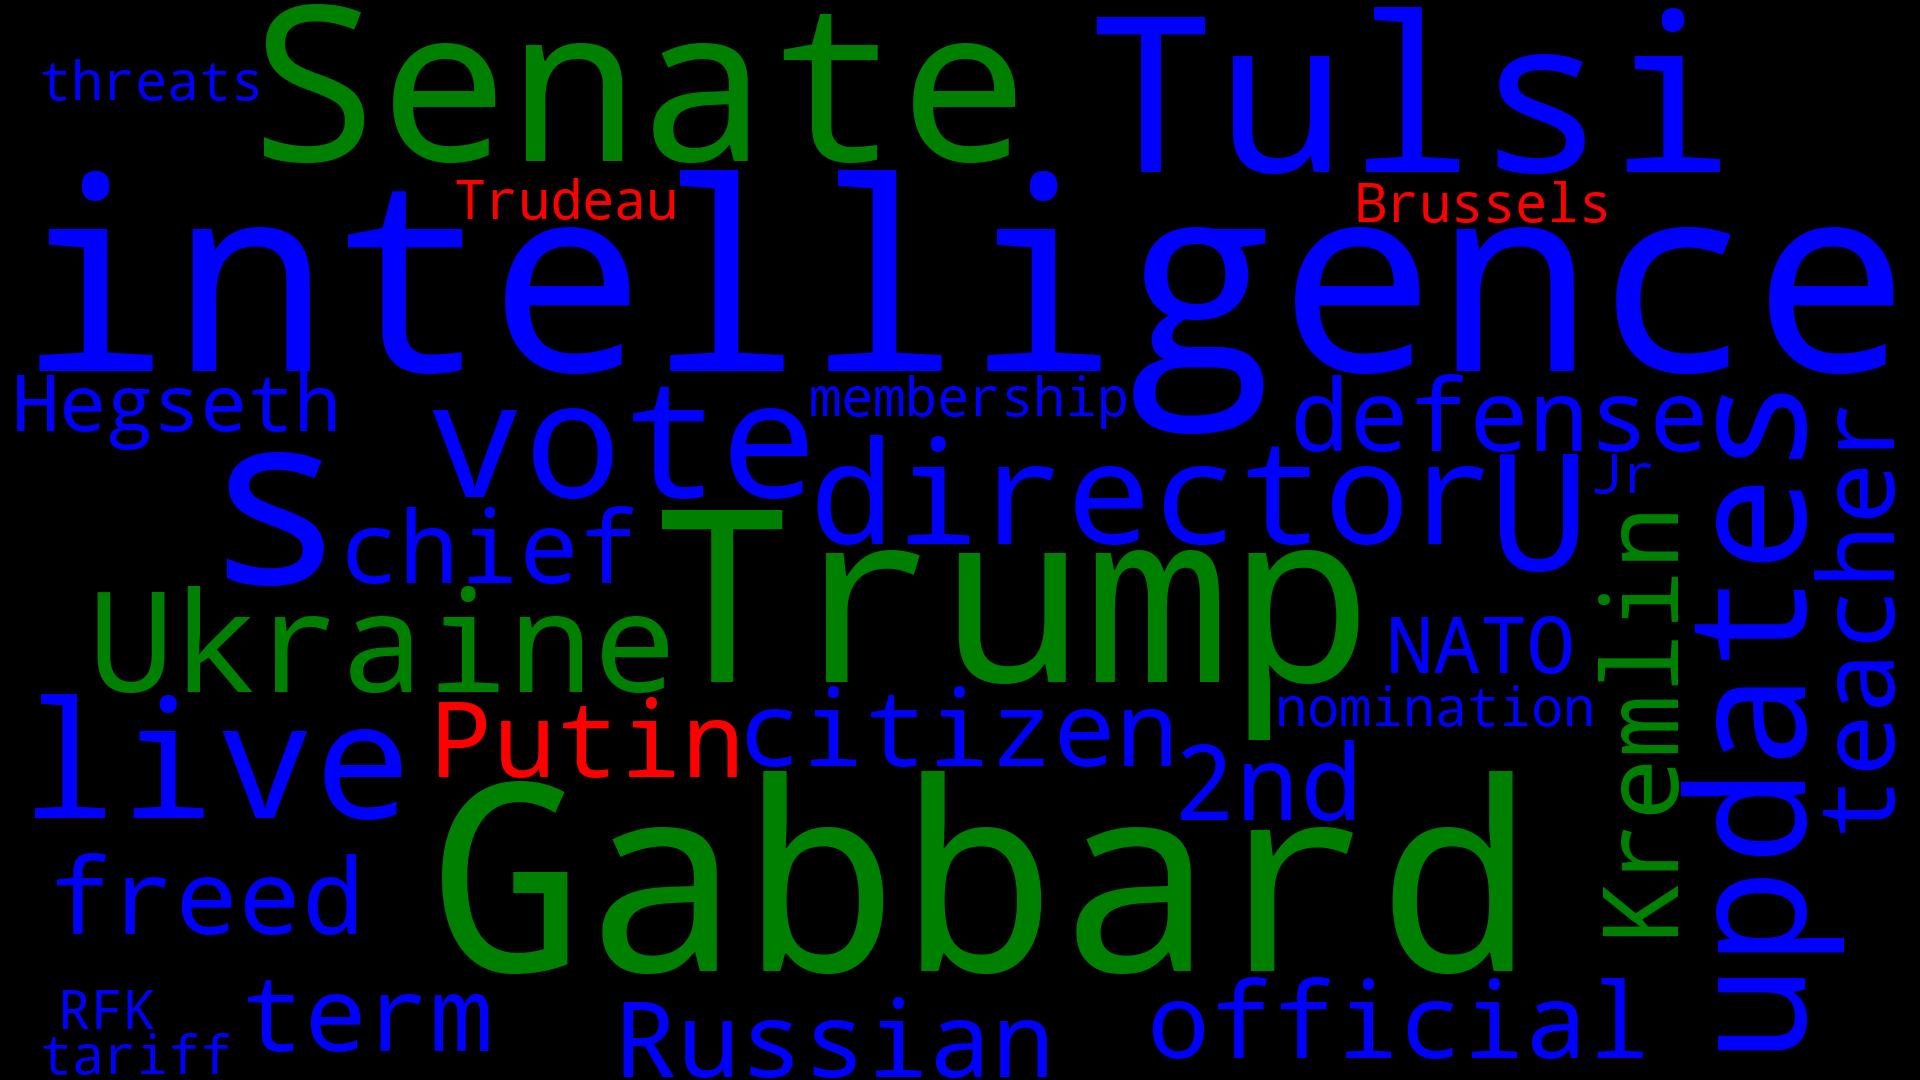 threats
Senate
Tulsi
Trudeau
Brussels
intelligence
Hegseth
vote
membership
defense
s
director
U
Jr
chief
Trump
Ukraine
NATO
Kremlin
updates
teacher
live
Putin
citizen
nomination
2nd
Gabbard
freed
RFK
tariff
term
Russian
official